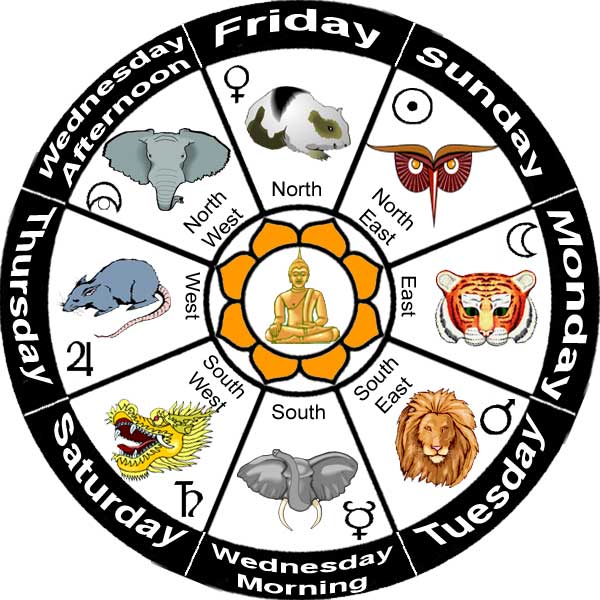 Friday
Sunday
Monday
Tuesday
Wednesday
Morning
Saturday
Thursday
Wednesday
Afternoon
North
North
East
East
South
East
South
South
West
West
North
West